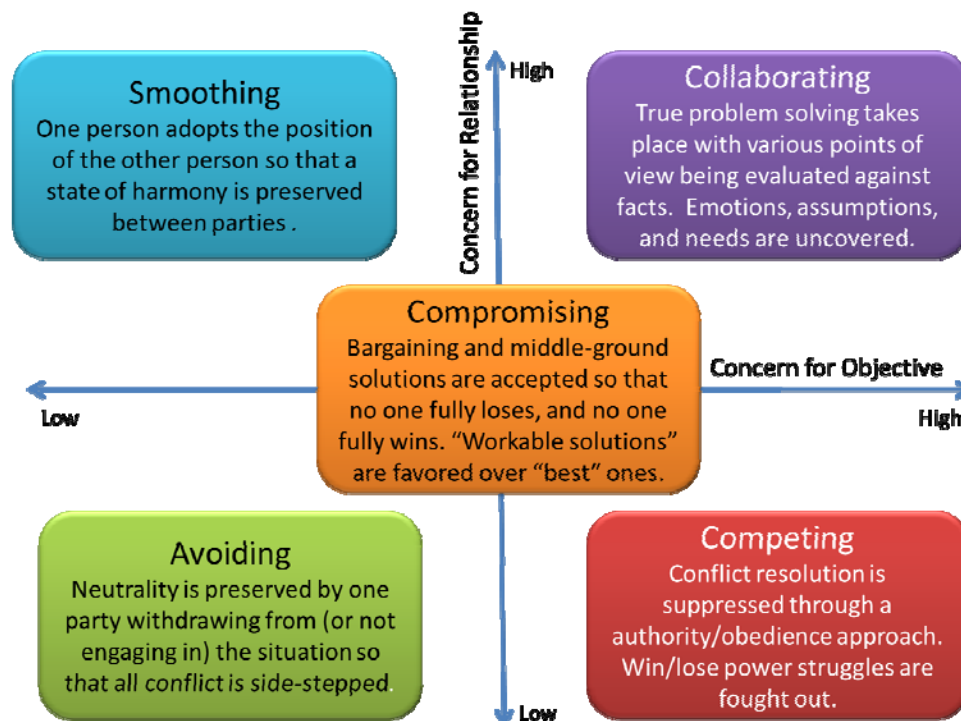 Smoothing
One person adopts the position
of the other person so that a
state of harmony is preserved
between parties .
Concern for Relationship
High
Collaborating
True problem solving takes
place with various points of
view being evaluated against
facts.  Emotions, assumptions,
and needs are uncovered.
Compromising
Bargaining and middle-ground
solutions are accepted so that
no one fully loses, and no one
fully wins. “Workable solutions”
are favored over “best” ones.
Concern for Objective
Low
High
Avoiding
Neutrality is preserved by one
party withdrawing from (or not
engaging in) the situation so
that all conflict is side-stepped.
Competing
Conflict resolution is
suppressed through a
authority/obedience approach.
Win/lose power struggles are
fought out.
Low